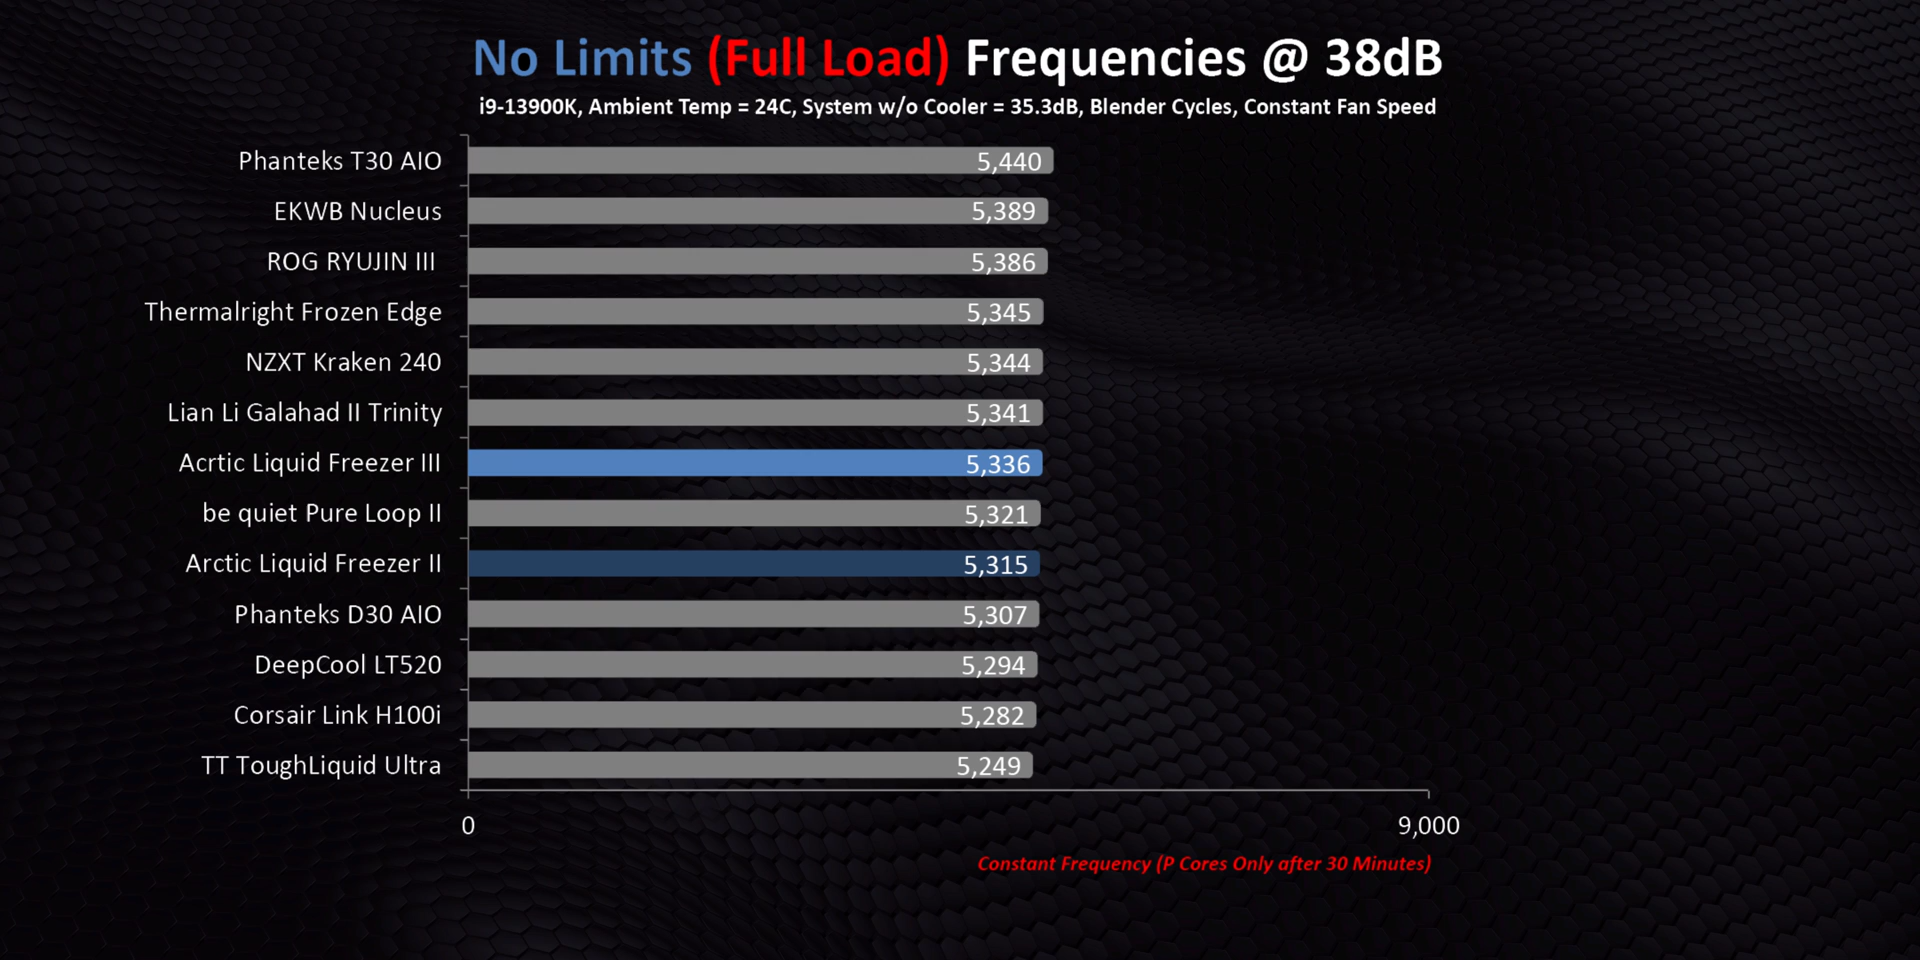 No Limits (Full Load) Frequencies @ 38dB
i9-13900K, Ambient Temp = 24C, System w/o Cooler = 35.3dB, Blender Cycles, Constant Fan Speed
Phanteks T30 AIO 5,440
EKWB Nucleus 5,389
ROG RYUJIN III 5,386
Thermalright Frozen Edge 5,345
NZXT Kraken 240 5,344
Lian Li Galahad II Trinity 5,341
Acrtic Liquid Freezer III 5,336
be quiet Pure Loop II 5,321
Arctic Liquid Freezer II 5,315
Phanteks D30 AIO 5,307
DeepCool LT520 5,294
Corsair Link H100i 5,282
TT ToughLiquid Ultra 5,249
0 9,000
Constant Frequency (P Cores Only after 30 Minutes)